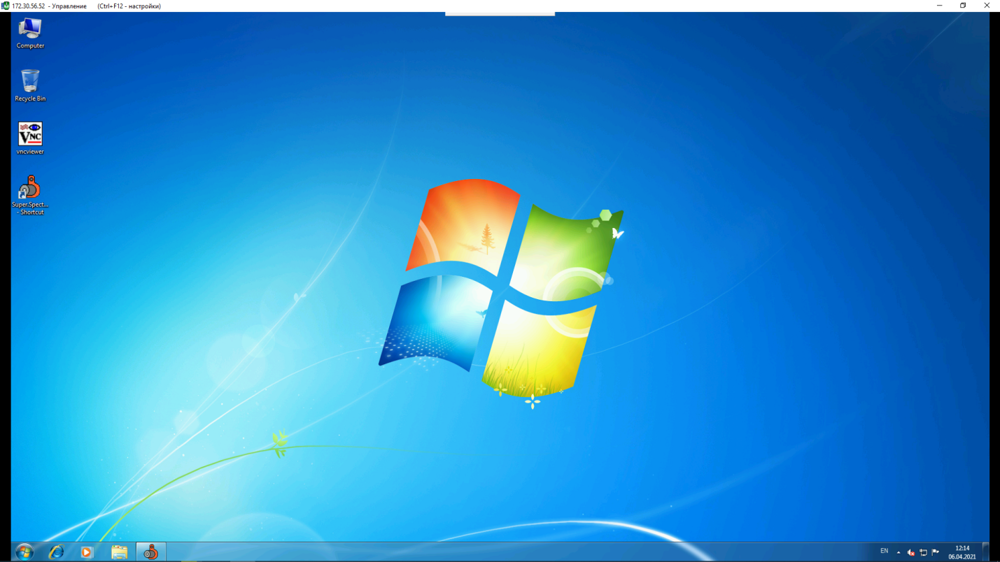 172.30.56.52 - Управление (Ctrl+F12 - настройки)
Computer
Recycle Bin
VNC
vncviewer
Super.Spect...
- Shortcut
EN
12:14
06.04.2021